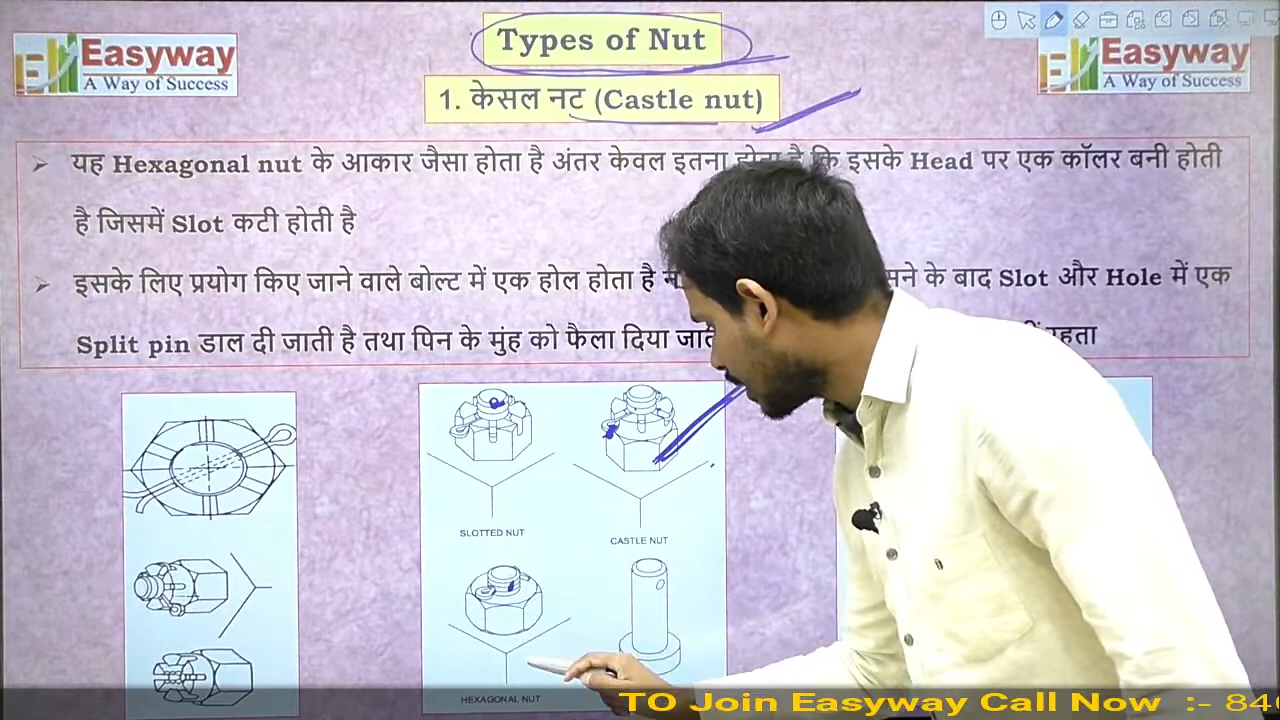 Types of Nut
Easyway
A Way of Success
Easyway
A Way of Success
1. केसल नट (Castle nut)
➢ यह Hexagonal nut के आकार जैसा होता है अंतर केवल इतना होता है कि इसके Head पर एक कॉलर बनी होती
है जिसमें Slot कटी होती है
➢ इसके लिए प्रयोग किए जाने वाले बोल्ट में एक होल होता है के बाद Slot और Hole में एक
Split pin डाल दी जाती है तथा पिन के मुंह को फैला दिया
SLOTTED NUT
CASTLE NUT
HEXAGONAL NUT
TO Join Easyway Call Now :- 84